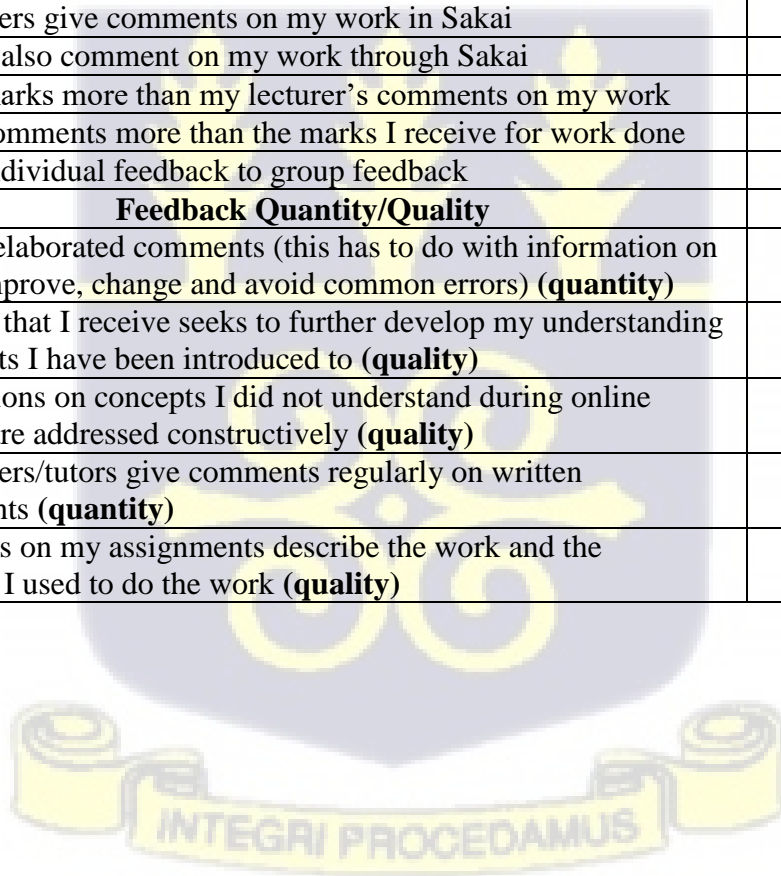 ers give comments on my work in Sakai
also comment on my work through Sakai
arks more than my lecturer's comments on my work
omments more than the marks I receive for work done
dividual feedback to group feedback
Feedback Quantity/Quality
elaborated comments (this has to do with information on
nprove, change and avoid common errors) (quantity)
that I receive seeks to further develop my understanding
ts I have been introduced to (quality)
ions on concepts I did not understand during online
re addressed constructively (quality)
ers/tutors give comments regularly on written
nts (quantity)
s on my assignments describe the work and the
I used to do the work (quality)
INTEGRI PROCEDAMUS